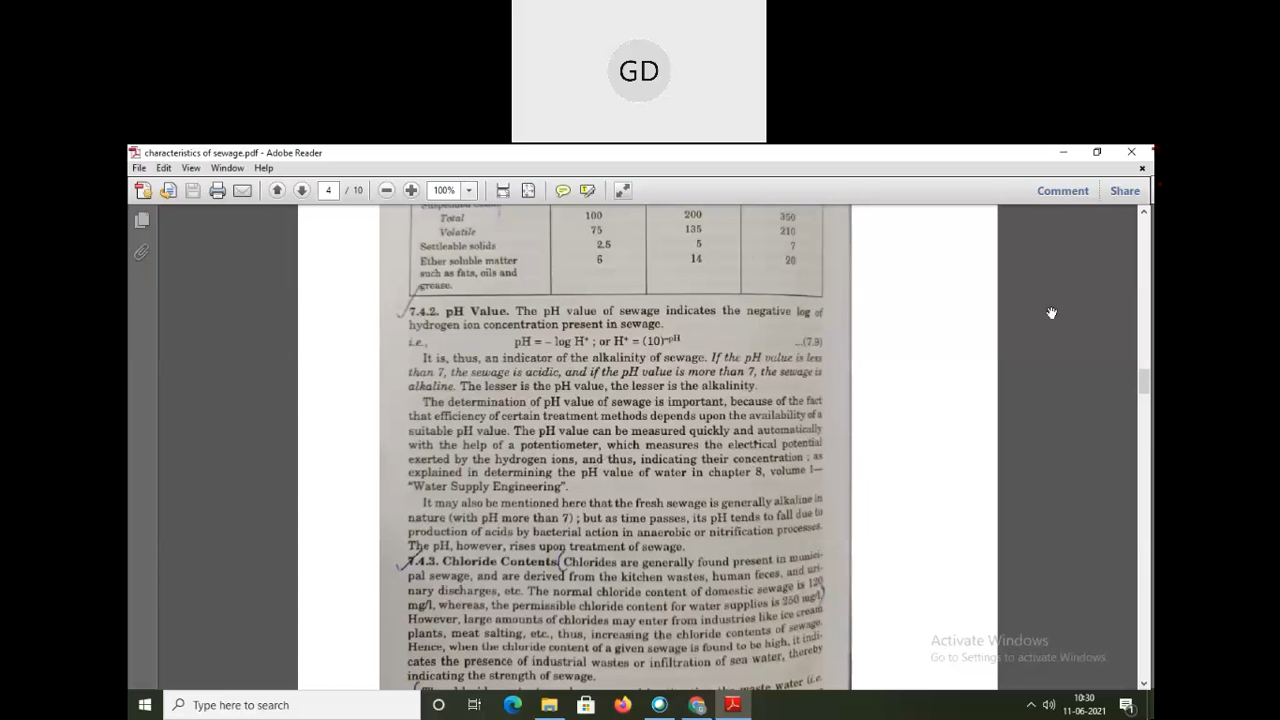 GD
characteristics of sewage.pdf - Adobe Reader
File Edit View Window Help
4 / 10 100% Comment Share
Total 100 200 350
Volatile 75 135 210
Settleable solids 2.5 5 7
Ether soluble matter 6 14 20
such as fats, oils and
grease.
7.4.2. pH Value. The pH value of sewage indicates the negative log of
hydrogen ion concentration present in sewage.
i.e., pH = – log H⁺ ; or H⁺ = (10)⁻ᵖᴴ ...(7.9)
It is, thus, an indicator of the alkalinity of sewage. If the pH value is less
than 7, the sewage is acidic, and if the pH value is more than 7, the sewage is
alkaline. The lesser is the pH value, the lesser is the alkalinity.
The determination of pH value of sewage is important, because of the fact
that efficiency of certain treatment methods depends upon the availability of a
suitable pH value. The pH value can be measured quickly and automatically
with the help of a potentiometer, which measures the electrical potential
exerted by the hydrogen ions, and thus, indicating their concentration ; as
explained in determining the pH value of water in chapter 8, volume I—
"Water Supply Engineering".
It may also be mentioned here that the fresh sewage is generally alkaline in
nature (with pH more than 7) ; but as time passes, its pH tends to fall due to
production of acids by bacterial action in anaerobic or nitrification processes.
The pH, however, rises upon treatment of sewage.
7.4.3. Chloride Contents. Chlorides are generally found present in munici-
pal sewage, and are derived from the kitchen wastes, human feces, and uri-
nary discharges, etc. The normal chloride content of domestic sewage is 120
mg/l, whereas, the permissible chloride content for water supplies is 250 mg/l.
However, large amounts of chlorides may enter from industries like ice cream
plants, meat salting, etc., thus, increasing the chloride contents of sewage.
Hence, when the chloride content of a given sewage is found to be high, it indi-
cates the presence of industrial wastes or infiltration of sea water, thereby
indicating the strength of sewage.
waste water i.e.
Activate Windows
Go to Settings to activate Windows.
Type here to search
10:30
11-06-2021